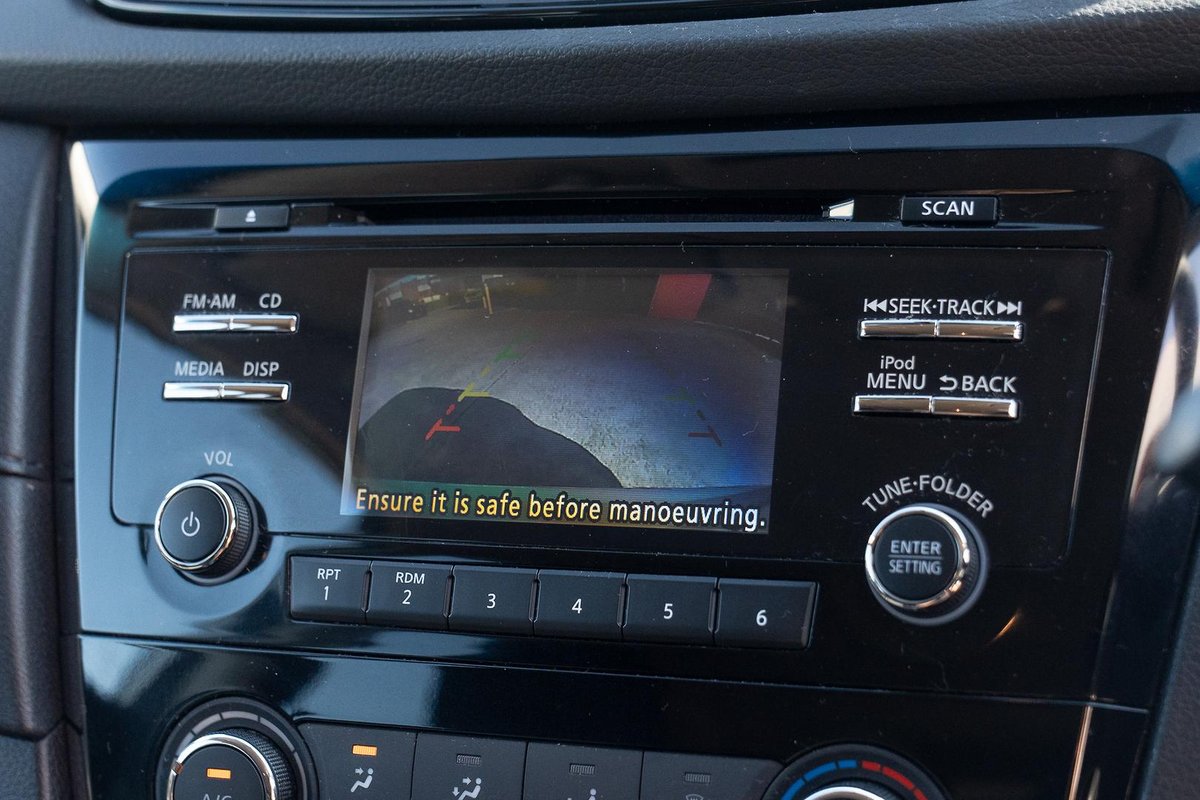 SCAN
FM·AM CD
SEEK·TRACK
MEDIA DISP
iPod
MENU BACK
VOL
Ensure it is safe before manoeuvring.
TUNE·FOLDER
ENTER
SETTING
RPT RDM
1 2 3 4 5 6
A/C